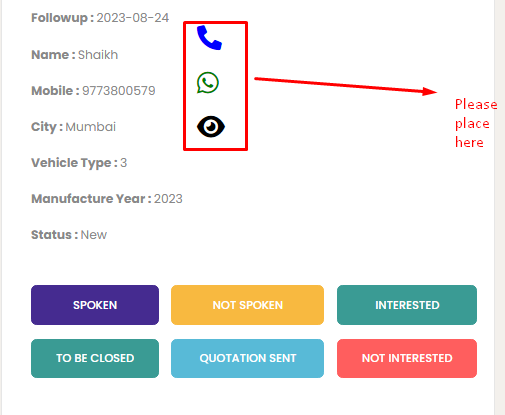 Followup : 2023-08-24
Name : Shaikh
Mobile : 9773800579
City : Mumbai
Vehicle Type : 3
Manufacture Year : 2023
Status : New
Please
place
here
SPOKEN NOT SPOKEN INTERESTED
TO BE CLOSED QUOTATION SENT NOT INTERESTED